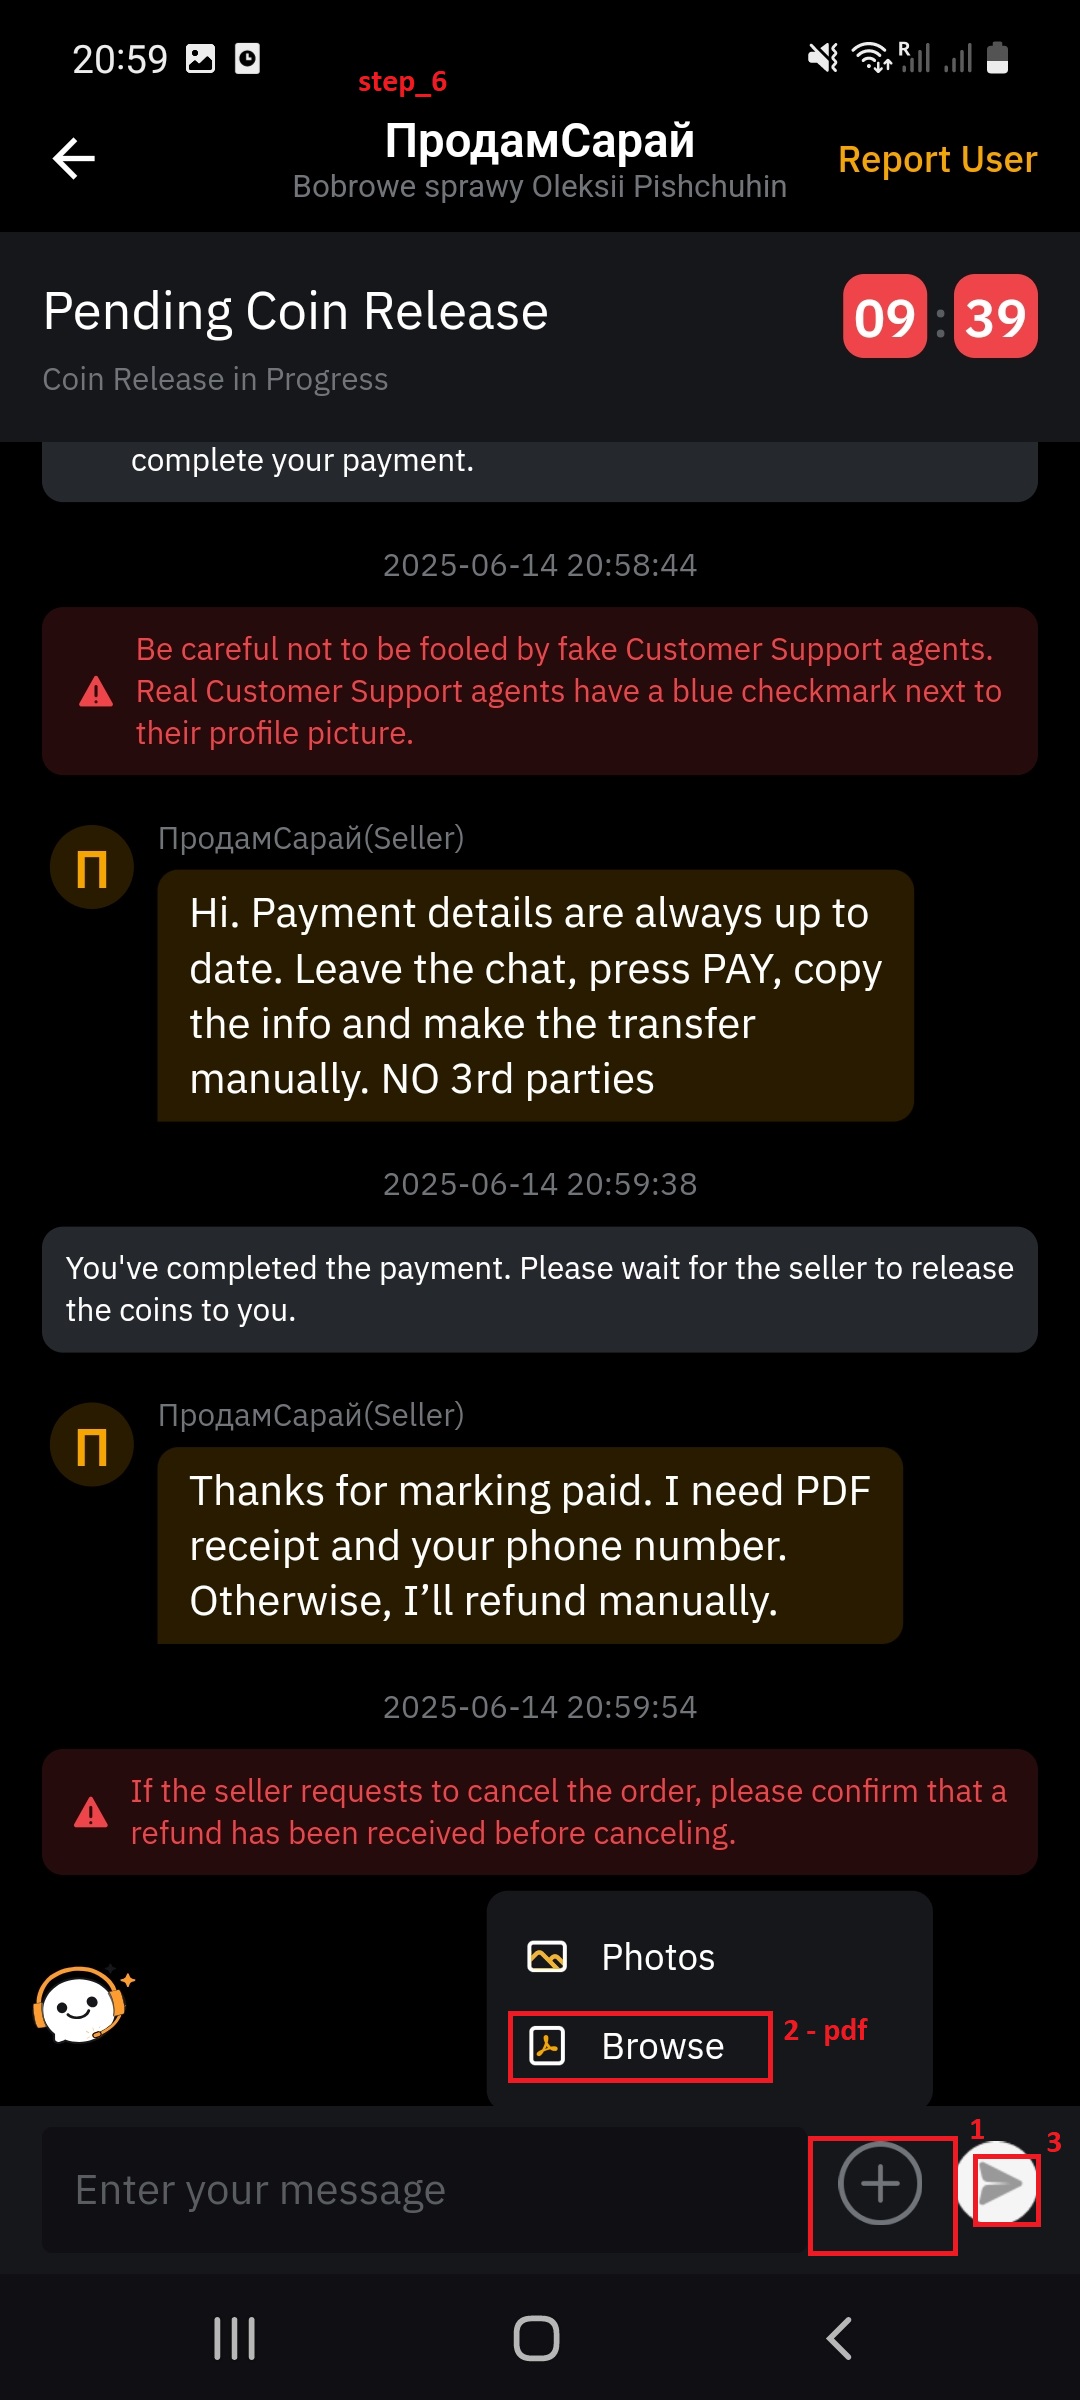 20:59
R
step_6
ПродамСарай
Bobrowe sprawy Oleksii Pishchuhin
Report User
Pending Coin Release
09 : 39
Coin Release in Progress
complete your payment.
2025-06-14 20:58:44
Be careful not to be fooled by fake Customer Support agents.
Real Customer Support agents have a blue checkmark next to
their profile picture.
ПродамСарай(Seller)
П
Hi. Payment details are always up to
date. Leave the chat, press PAY, copy
the info and make the transfer
manually. NO 3rd parties
2025-06-14 20:59:38
You've completed the payment. Please wait for the seller to release
the coins to you.
ПродамСарай(Seller)
П
Thanks for marking paid. I need PDF
receipt and your phone number.
Otherwise, I’ll refund manually.
2025-06-14 20:59:54
If the seller requests to cancel the order, please confirm that a
refund has been received before canceling.
Photos
Browse
2 - pdf
1
3
Enter your message